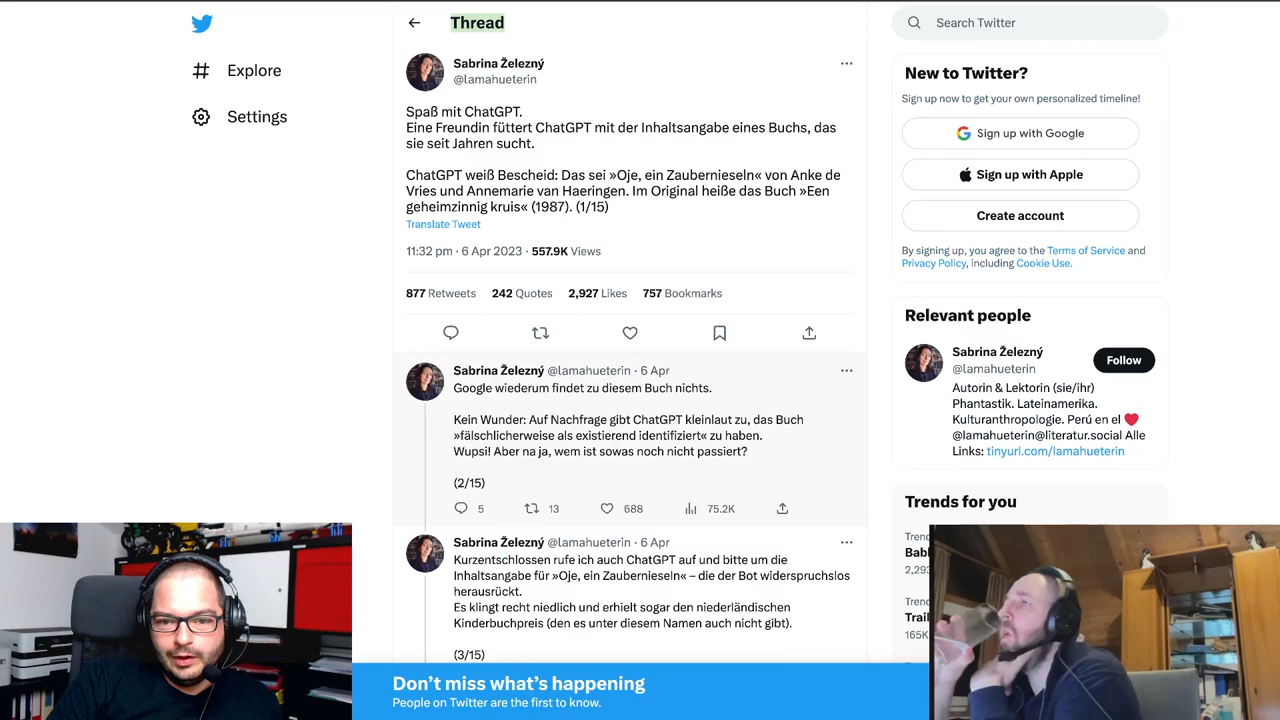 Explore
Settings
Thread
Sabrina Železný
@lamahueterin
Spaß mit ChatGPT.
Eine Freundin füttert ChatGPT mit der Inhaltsangabe eines Buchs, das
sie seit Jahren sucht.
ChatGPT weiß Bescheid: Das sei »Oje, ein Zaubernieseln« von Anke de
Vries und Annemarie van Haeringen. Im Original heiße das Buch »Een
geheimzinnig kruis« (1987). (1/15)
Translate Tweet
11:32 pm · 6 Apr 2023 · 557.9K Views
877 Retweets 242 Quotes 2,927 Likes 757 Bookmarks
Sabrina Železný @lamahueterin · 6 Apr
Google wiederum findet zu diesem Buch nichts.
Kein Wunder: Auf Nachfrage gibt ChatGPT kleinlaut zu, das Buch
»fälschlicherweise als existierend identifiziert« zu haben.
Wupsi! Aber na ja, wem ist sowas noch nicht passiert?
(2/15)
5 13 688 75.2K
Sabrina Železný @lamahueterin · 6 Apr
Kurzentschlossen rufe ich auch ChatGPT auf und bitte um die
Inhaltsangabe für »Oje, ein Zaubernieseln« – die der Bot widerspruchslos
herausrückt.
Es klingt recht niedlich und erhielt sogar den niederländischen
Kinderbuchpreis (den es unter diesem Namen auch nicht gibt).
(3/15)
Search Twitter
New to Twitter?
Sign up now to get your own personalized timeline!
Sign up with Google
Sign up with Apple
Create account
By signing up, you agree to the Terms of Service and
Privacy Policy, including Cookie Use.
Relevant people
Sabrina Železný
@lamahueterin
Follow
Autorin & Lektorin (sie/ihr)
Phantastik. Lateinamerika.
Kulturanthropologie. Perú en el ❤️
@lamahueterin@literatur.social Alle
Links: tinyurl.com/lamahueterin
Trends for you
Don't miss what's happening
People on Twitter are the first to know.